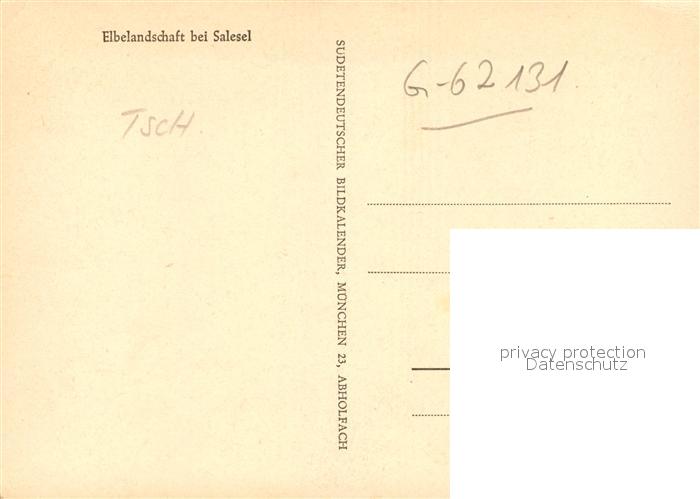 Elbelandschaft bei Salesel
TscH.
SUDETENDEUTSCHER BILDKALENDER, MÜNCHEN 23, ABHOLFACH
G-62131
privacy protection
Datenschutz